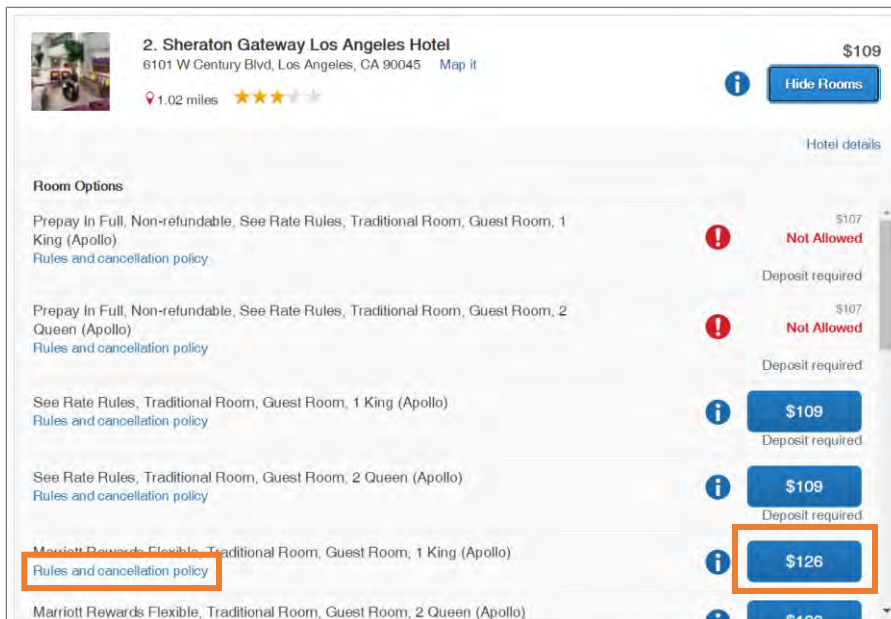 2. Sheraton Gateway Los Angeles Hotel
$109
6101 W Century Blvd, Los Angeles, CA 90045 Map it
Hide Rooms
1.02 miles
Hotel details
Room Options
Prepay In Full, Non-refundable, See Rate Rules, Traditional Room, Guest Room, 1
King (Apollo)
Rules and cancellation policy
$107
Not Allowed
Deposit required
Prepay In Full, Non-refundable, See Rate Rules, Traditional Room, Guest Room, 2
Queen (Apollo)
Rules and cancellation policy
$107
Not Allowed
Deposit required
See Rate Rules, Traditional Room, Guest Room, 1 King (Apollo)
Rules and cancellation policy
$109
Deposit required
See Rate Rules, Traditional Room, Guest Room, 2 Queen (Apollo)
Rules and cancellation policy
$109
Deposit required
Marriott Rewards Flexible, Traditional Room, Guest Room, 1 King (Apollo)
Rules and cancellation policy
$126
Marriott Rewards Flexible, Traditional Room, Guest Room, 2 Queen (Apollo)